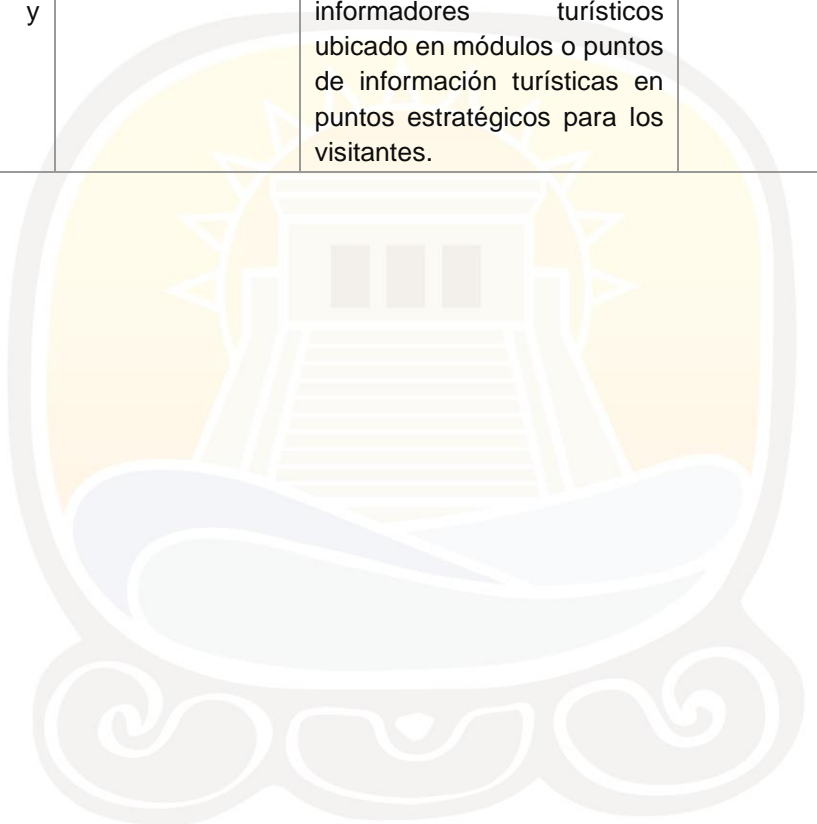 y
informadores turísticos
ubicado en módulos o puntos
de información turísticas en
puntos estratégicos para los
visitantes.